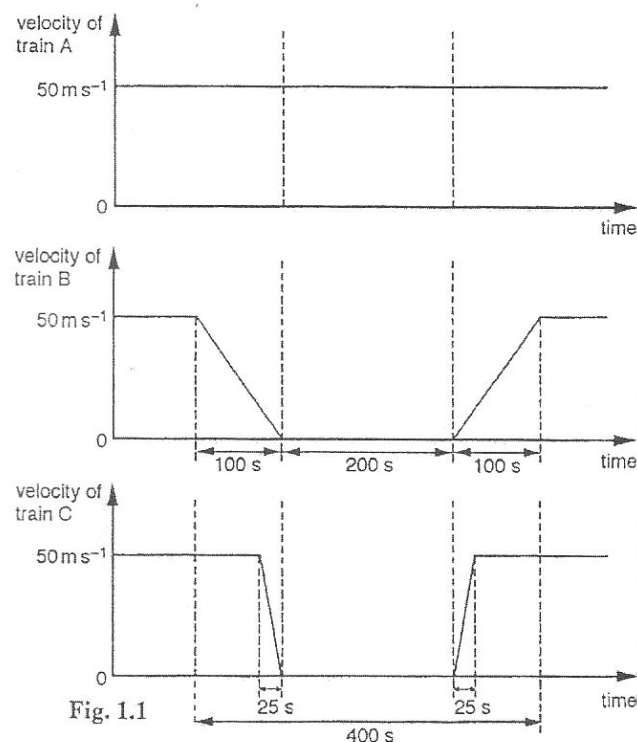 velocity of
train A
50 m s⁻¹
0
time
velocity of
train B
50 m s⁻¹
0
100 s
200 s
100 s
time
velocity of
train C
50 m s⁻¹
0
time
25 s
25 s
Fig. 1.1
400 s